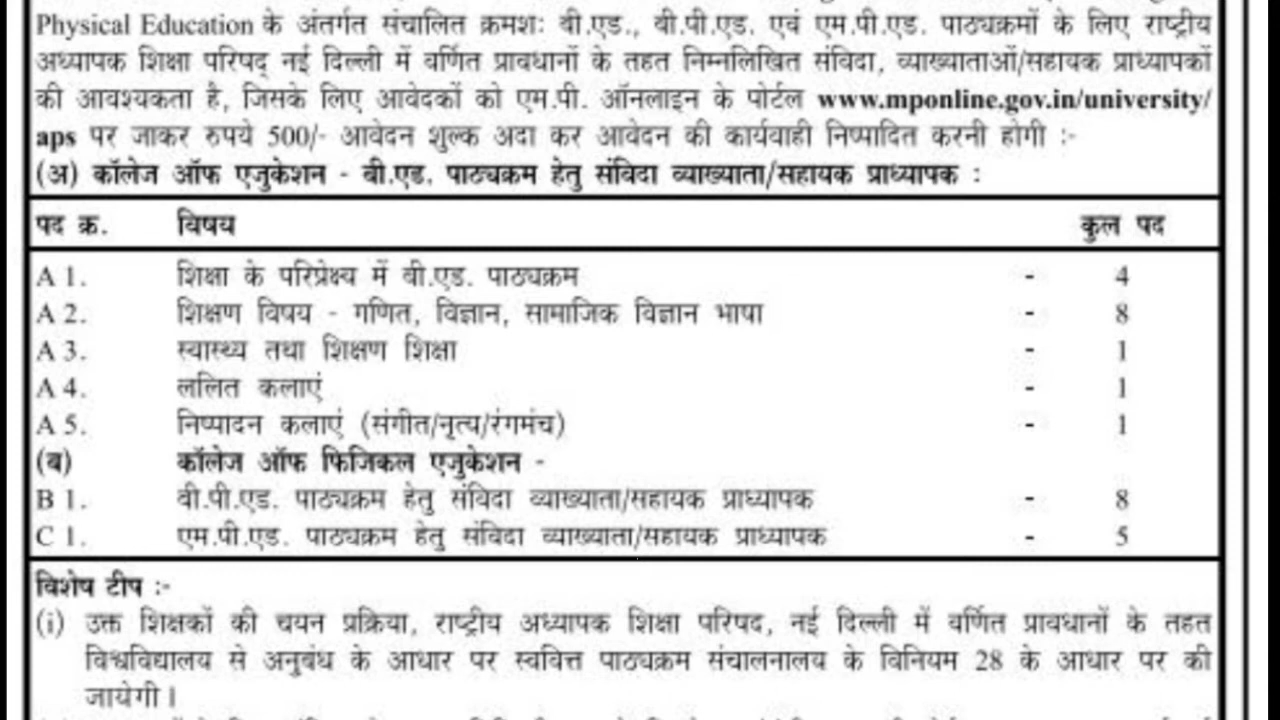 Physical Education के अंतर्गत संचालित क्रमशः बी.एड., बी.पी.एड. एवं एम.पी.एड. पाठ्यक्रमों के लिए राष्ट्रीय
अध्यापक शिक्षा परिषद् नई दिल्ली में वर्णित प्रावधानों के तहत निम्नलिखित संविदा, व्याख्याताओं/सहायक प्राध्यापकों
की आवश्यकता है, जिसके लिए आवेदकों को एम.पी. ऑनलाइन के पोर्टल www.mponline.gov.in/university/
aps पर जाकर रुपये 500/- आवेदन शुल्क अदा कर आवेदन की कार्यवाही निष्पादित करनी होगी :-
(अ) कॉलेज ऑफ एजुकेशन - बी.एड. पाठ्यक्रम हेतु संविदा व्याख्याता/सहायक प्राध्यापक :
पद क्र. विषय कुल पद
A 1. शिक्षा के परिप्रेक्ष्य में बी.एड. पाठ्यक्रम - 4
A 2. शिक्षण विषय - गणित, विज्ञान, सामाजिक विज्ञान भाषा - 8
A 3. स्वास्थ्य तथा शिक्षण शिक्षा - 1
A 4. ललित कलाएं - 1
A 5. निष्पादन कलाएं (संगीत/नृत्य/रंगमंच) - 1
(ब) कॉलेज ऑफ फिजिकल एजुकेशन -
B 1. बी.पी.एड. पाठ्यक्रम हेतु संविदा व्याख्याता/सहायक प्राध्यापक - 8
C 1. एम.पी.एड. पाठ्यक्रम हेतु संविदा व्याख्याता/सहायक प्राध्यापक - 5
विशेष टीप :-
(i) उक्त शिक्षकों की चयन प्रक्रिया, राष्ट्रीय अध्यापक शिक्षा परिषद, नई दिल्ली में वर्णित प्रावधानों के तहत
विश्वविद्यालय से अनुबंध के आधार पर स्ववित्त पाठ्यक्रम संचालनालय के विनियम 28 के आधार पर की
जायेगी।